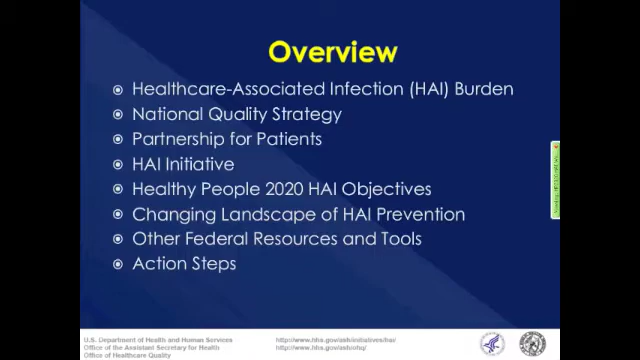 Overview
Healthcare-Associated Infection (HAI) Burden
National Quality Strategy
Partnership for Patients
HAI Initiative
Healthy People 2020 HAI Objectives
Changing Landscape of HAI Prevention
Other Federal Resources and Tools
Action Steps
U.S. Department of Health and Human Services
Office of the Assistant Secretary for Health
Office of Healthcare Quality
http://www.hhs.gov/ash/initiatives/hai/
http://www.hhs.gov/ash/ohq/